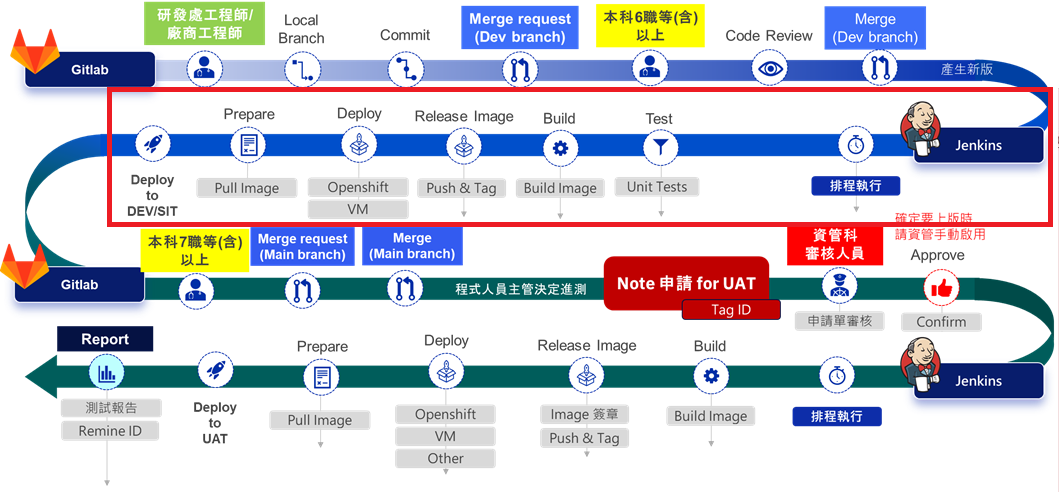 研發處工程師/
廠商工程師
Local
Branch
Commit
Merge request
(Dev branch)
本科6職等(含)
以上
Code Review
Merge
(Dev branch)
Gitlab
產生新版
Prepare
Deploy
Release Image
Build
Test
Jenkins
Deploy
to
DEV/SIT
Pull Image
Openshift
VM
Push & Tag
Build Image
Unit Tests
排程執行
確定要上版時
請資管手動啟用
本科7職等(含)
以上
Merge request
(Main branch)
Merge
(Main branch)
資管科
審核人員
Approve
Gitlab
程式人員主管決定進測
Note 申請 for UAT
Tag ID
申請單審核
Confirm
Report
Prepare
Deploy
Release Image
Build
Jenkins
測試報告
Remine ID
Deploy
to
UAT
Pull Image
Openshift
VM
Other
Image 簽章
Push & Tag
Build Image
排程執行